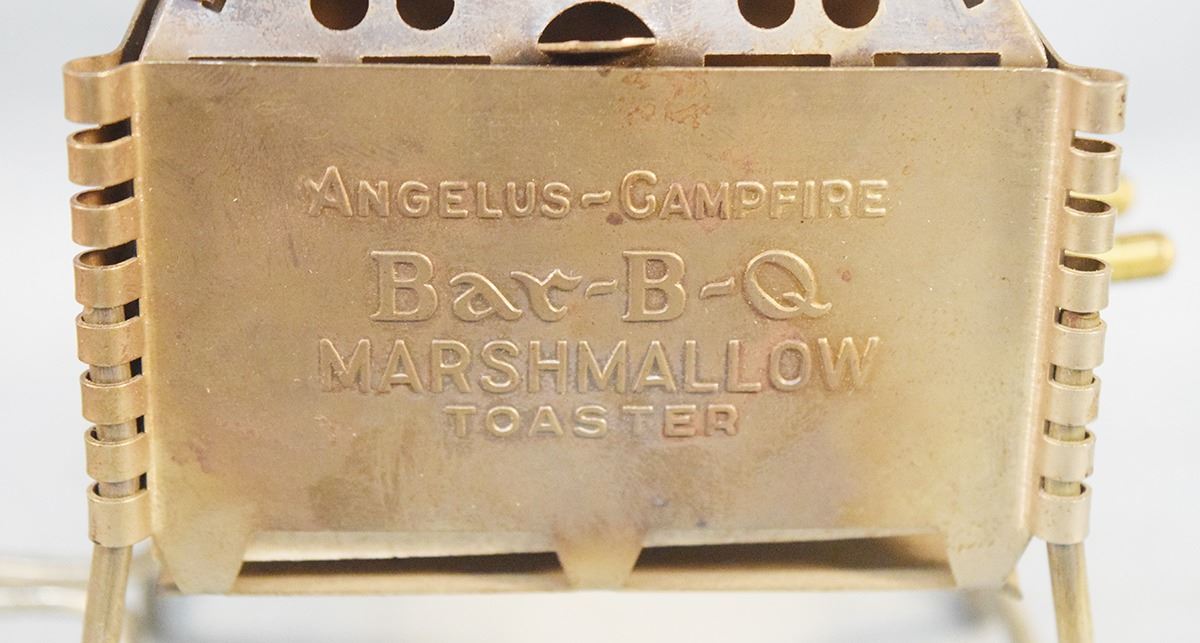 ANGELUS~CAMPFIRE
Bar-B-Q
MARSHMALLOW
TOASTER